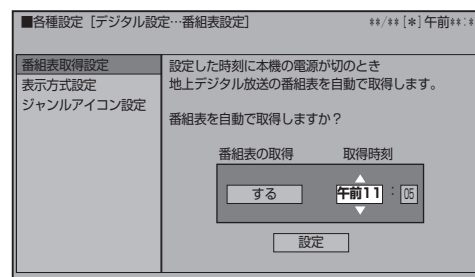 ■各種設定 [デジタル設定…番組表設定] **/** [*] 午前**:*
番組表取得設定
表示方式設定
ジャンルアイコン設定
設定した時刻に本機の電源が切のとき
地上デジタル放送の番組表を自動で取得します。
番組表を自動で取得しますか？
番組表の取得 取得時刻
する 午前11 : 05
設定